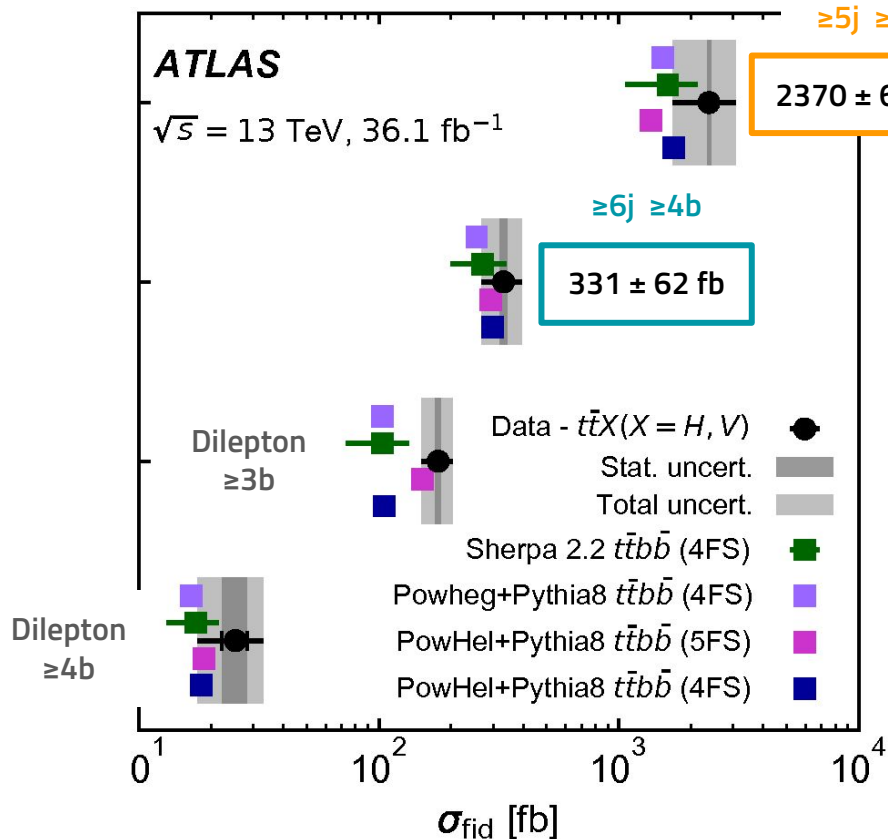 ≥5j ≥
ATLAS
√s = 13 TeV, 36.1 fb⁻¹
2370 ± 6
≥6j ≥4b
331 ± 62 fb
Dilepton
≥3b
Data - tt̄X(X = H, V)
Stat. uncert.
Total uncert.
Sherpa 2.2 tt̄bb̄ (4FS)
Powheg+Pythia8 tt̄bb̄ (4FS)
PowHel+Pythia8 tt̄bb̄ (5FS)
PowHel+Pythia8 tt̄bb̄ (4FS)
Dilepton
≥4b
0¹ 10² 10³ 10⁴
σfid [fb]